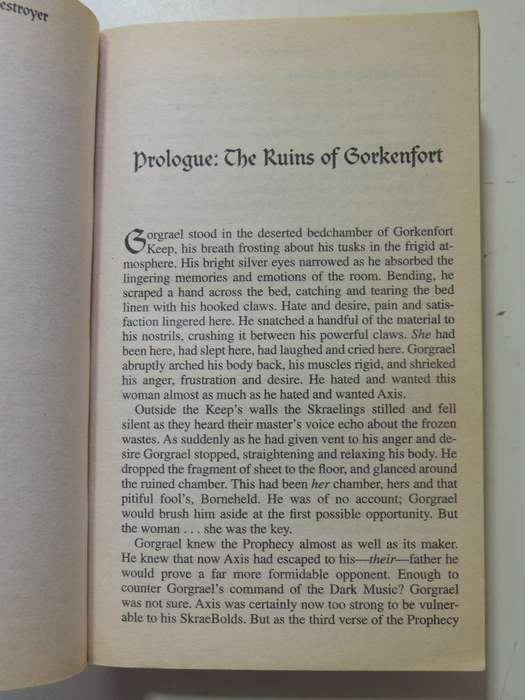 estroyer
Prologue: The Ruins of Gorkenfort
Gorgrael stood in the deserted bedchamber of Gorkenfort
Keep, his breath frosting about his tusks in the frigid at-
mosphere. His bright silver eyes narrowed as he absorbed the
lingering memories and emotions of the room. Bending, he
scraped a hand across the bed, catching and tearing the bed
linen with his hooked claws. Hate and desire, pain and satis-
faction lingered here. He snatched a handful of the material to
his nostrils, crushing it between his powerful claws. She had
been here, had slept here, had laughed and cried here. Gorgrael
abruptly arched his body back, his muscles rigid, and shrieked
his anger, frustration and desire. He hated and wanted this
woman almost as much as he hated and wanted Axis.
Outside the Keep's walls the Skraelings stilled and fell
silent as they heard their master's voice echo about the frozen
wastes. As suddenly as he had given vent to his anger and de-
sire Gorgrael stopped, straightening and relaxing his body. He
dropped the fragment of sheet to the floor, and glanced around
the ruined chamber. This had been her chamber, hers and that
pitiful fool's, Borneheld. He was of no account; Gorgrael
would brush him aside at the first possible opportunity. But
the woman . . . she was the key.
Gorgrael knew the Prophecy almost as well as its maker.
He knew that now Axis had escaped to his—their—father he
would prove a far more formidable opponent. Enough to
counter Gorgrael's command of the Dark Music? Gorgrael
was not sure. Axis was certainly now too strong to be vulner-
able to his SkraeBolds. But as the third verse of the Prophecy